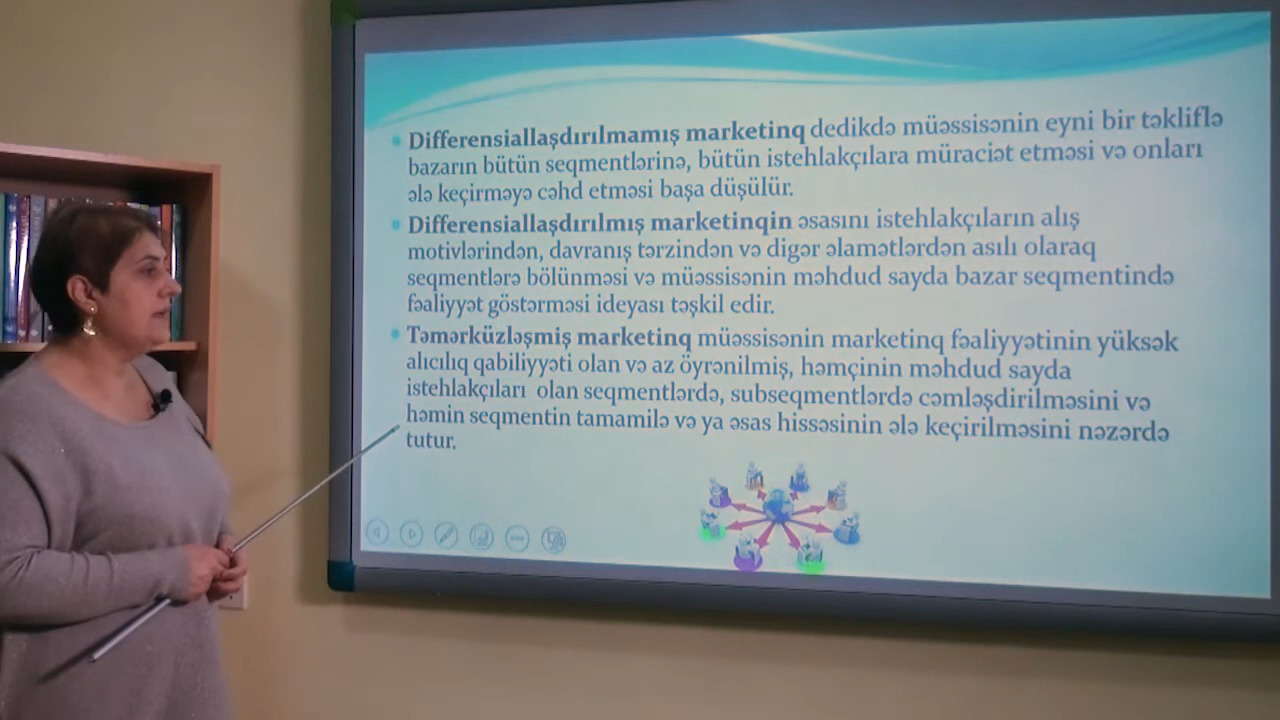 Differensiallaşdırılmamış marketinq dedikdə müəssisənin eyni bir təkliflə
bazarın bütün seqmentlərinə, bütün istehlakçılara müraciət etməsi və onları
ələ keçirməyə cəhd etməsi başa düşülür.
Differensiallaşdırılmış marketinqin əsasını istehlakçıların alış
motivlərindən, davranış tərzindən və digər əlamətlərdən asılı olaraq
seqmentlərə bölünməsi və müəssisənin məhdud sayda bazar seqmentində
fəaliyyət göstərməsi ideyası təşkil edir.
Təmərküzləşmiş marketinq müəssisənin marketinq fəaliyyətinin yüksək
alıcılıq qabiliyyəti olan və az öyrənilmiş, həmçinin məhdud sayda
istehlakçıları olan seqmentlərdə, subseqmentlərdə cəmləşdirilməsini və
həmin seqmentin tamamilə və ya əsas hissəsinin ələ keçirilməsini nəzərdə
tutur.